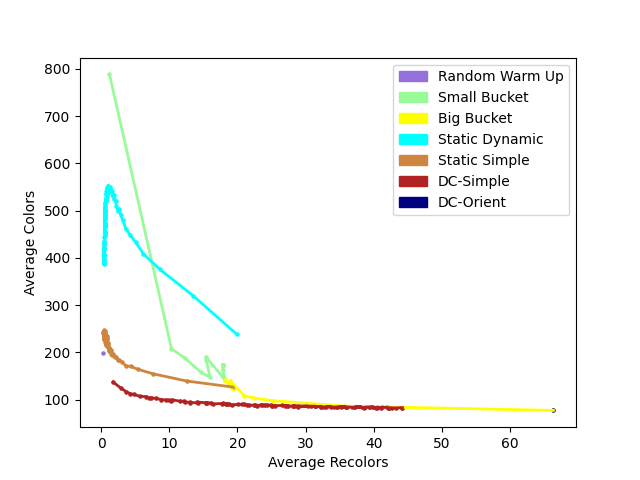 800
700
600
500
400
300
200
100
Average Colors
Random Warm Up
Small Bucket
Big Bucket
Static Dynamic
Static Simple
DC-Simple
DC-Orient
0 10 20 30 40 50 60
Average Recolors